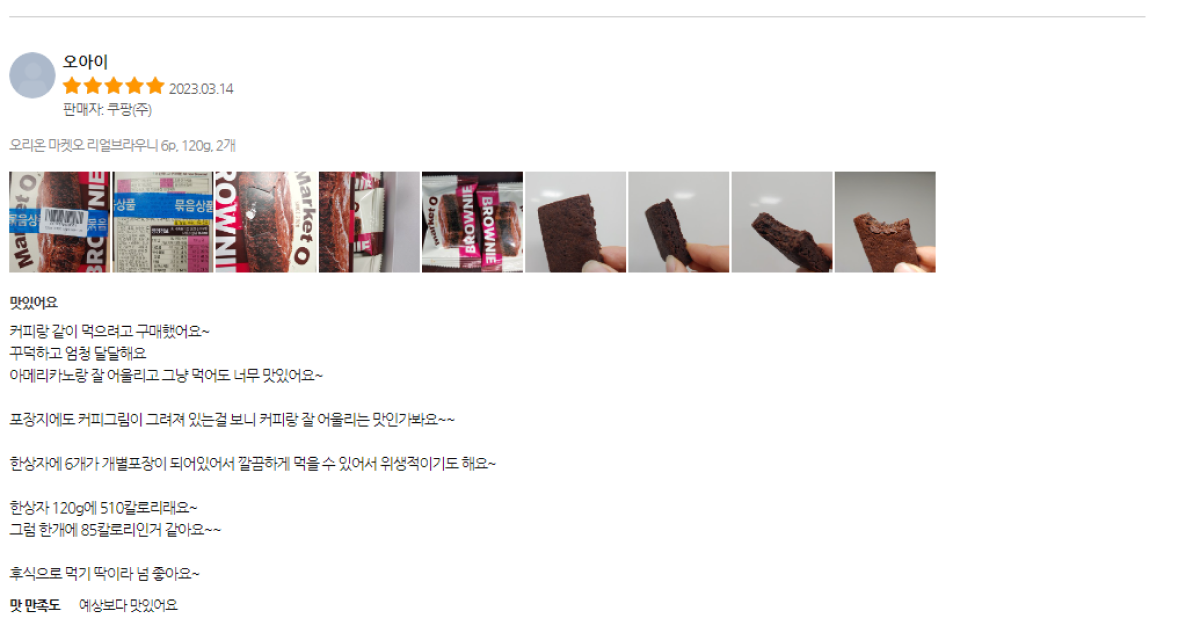 오아이
2023.03.14
판매자: 쿠팡(주)
오리온 마켓오 리얼브라우니 6p, 120g, 2개
Market O
BROWNIE
묶음상품
묶음상품
BROWNIE
Market O
Market O
BROWNIE
BROWNIE
맛있어요
커피랑 같이 먹으려고 구매했어요~
꾸덕하고 엄청 달달해요
아메리카노랑 잘 어울리고 그냥 먹어도 너무 맛있어요~
포장지에도 커피그림이 그려져 있는걸 보니 커피랑 잘 어울리는 맛인가봐요~~
한상자에 6개가 개별포장이 되어있어서 깔끔하게 먹을 수 있어서 위생적이기도 해요~
한상자 120g에 510칼로리래요~
그럼 한개에 85칼로리인거 같아요~~
후식으로 먹기 딱이라 넘 좋아요~
맛 만족도 예상보다 맛있어요